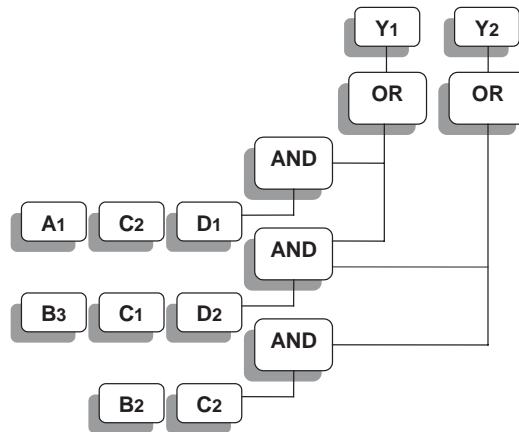 Y1 Y2
OR OR
AND
A1 C2 D1
AND
B3 C1 D2
AND
B2 C2